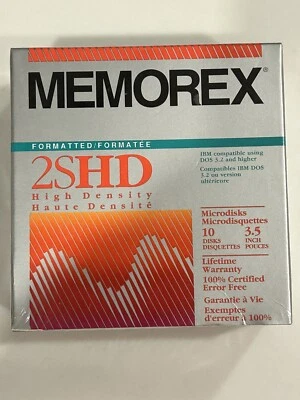 MEMOREX®
FORMATTED/FORMATÉE
2SHD
High Density
Haute Densité
IBM compatible using
DOS 3.2 and higher
Compatibles IBM DOS
3.2 ou version
ultérieure
Microdisks
Microdisquettes
10 3.5
DISKS INCH
DISQUETTES POUCES
Lifetime
Warranty
100% Certified
Error Free
Garantie à Vie
Exemptes
d'erreur à 100%